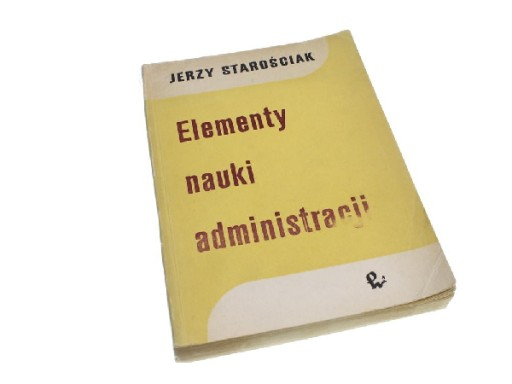 JERZY STAROŚCIAK
Elementy
nauki
administracji